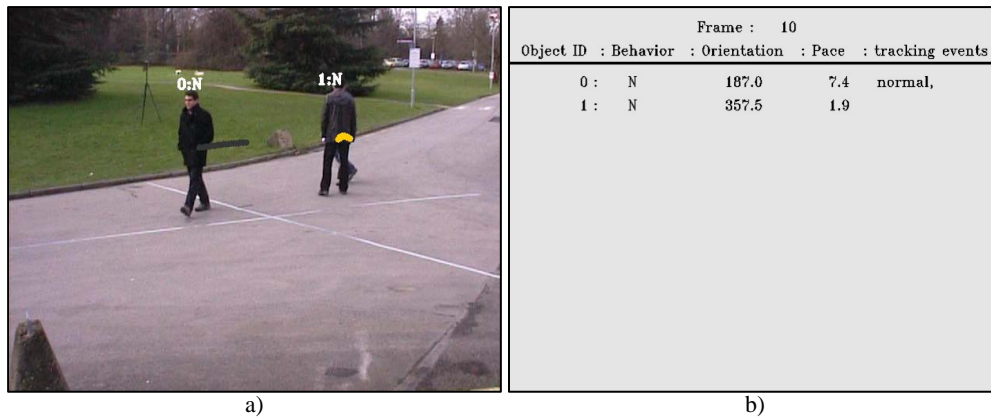 0:N
1:N
a)
Frame : 10
Object ID : Behavior : Orientation : Pace : tracking events
0 : N 187.0 7.4 normal,
1 : N 357.5 1.9
b)